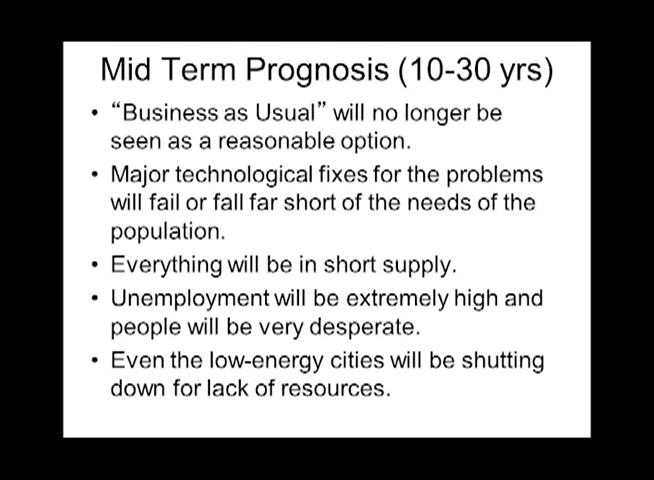 Mid Term Prognosis (10-30 yrs)
• “Business as Usual” will no longer be
seen as a reasonable option.
• Major technological fixes for the problems
will fail or fall far short of the needs of the
population.
• Everything will be in short supply.
• Unemployment will be extremely high and
people will be very desperate.
• Even the low-energy cities will be shutting
down for lack of resources.